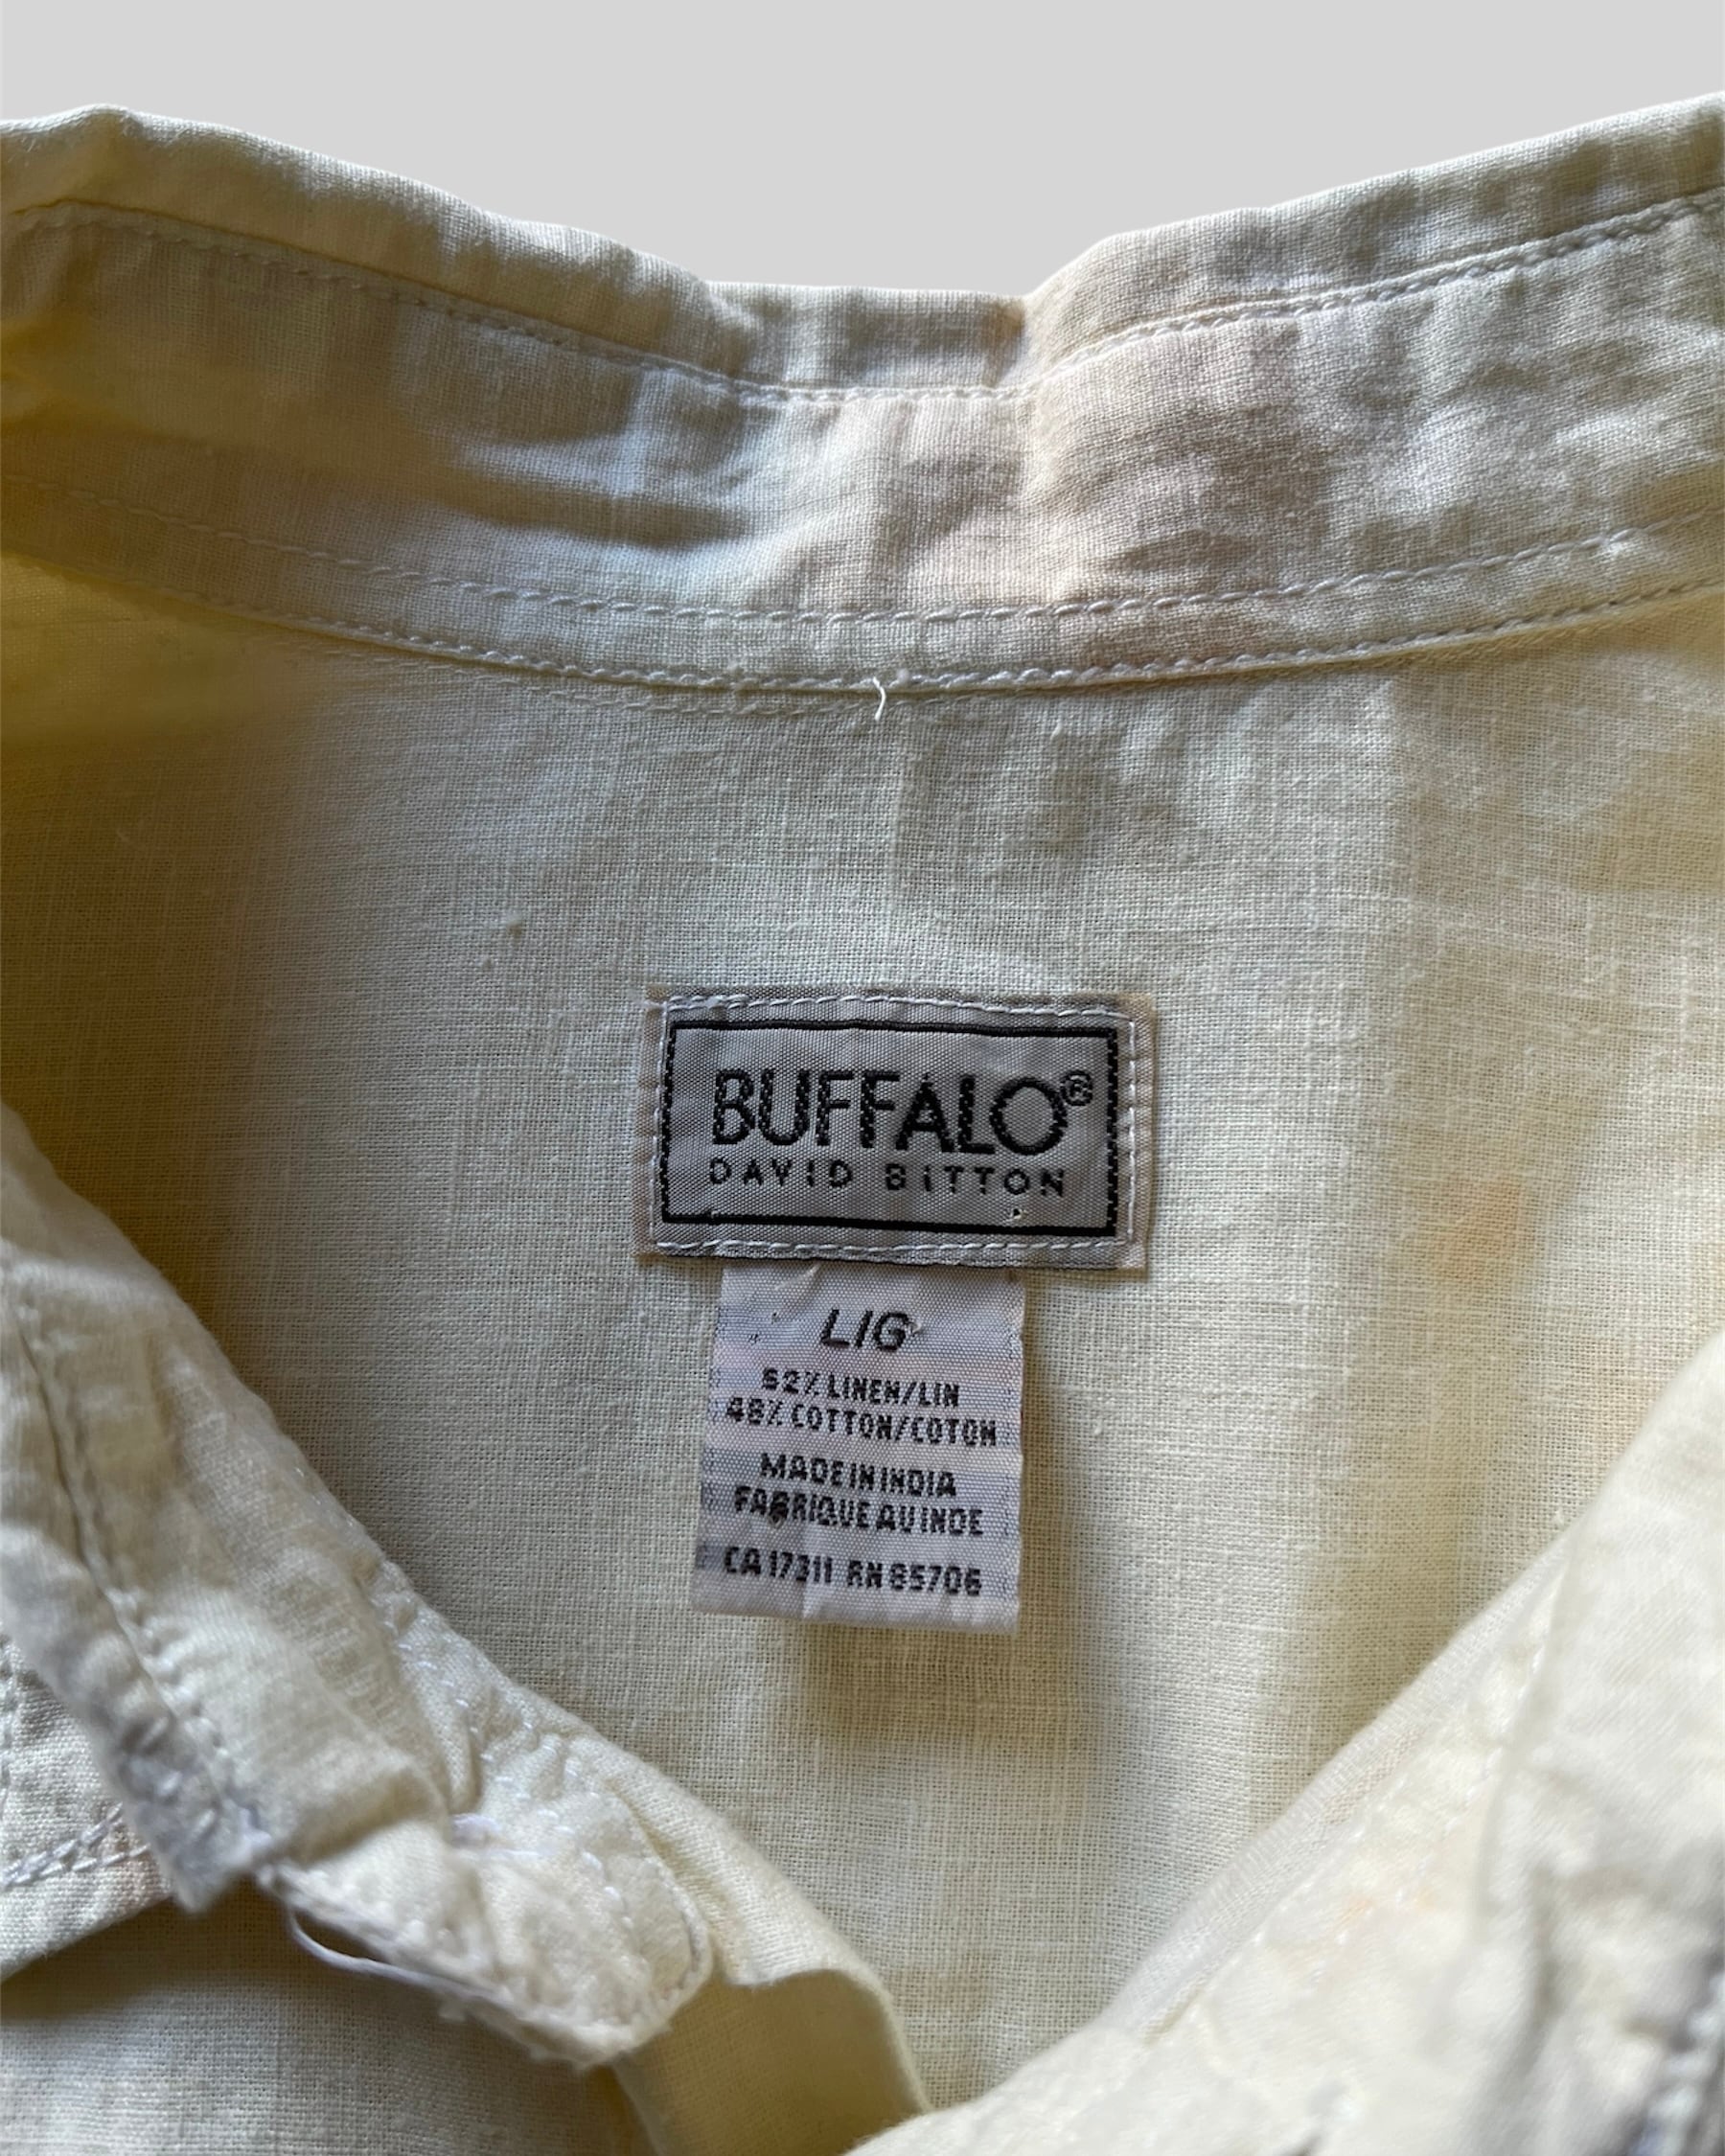 BUFFALO®
DAVID BITTON
L/G
52% LINEN/LIN
48% COTTON/COTON
MADE IN INDIA
FABRIQUE AU INDE
CA 17311 RN 85706